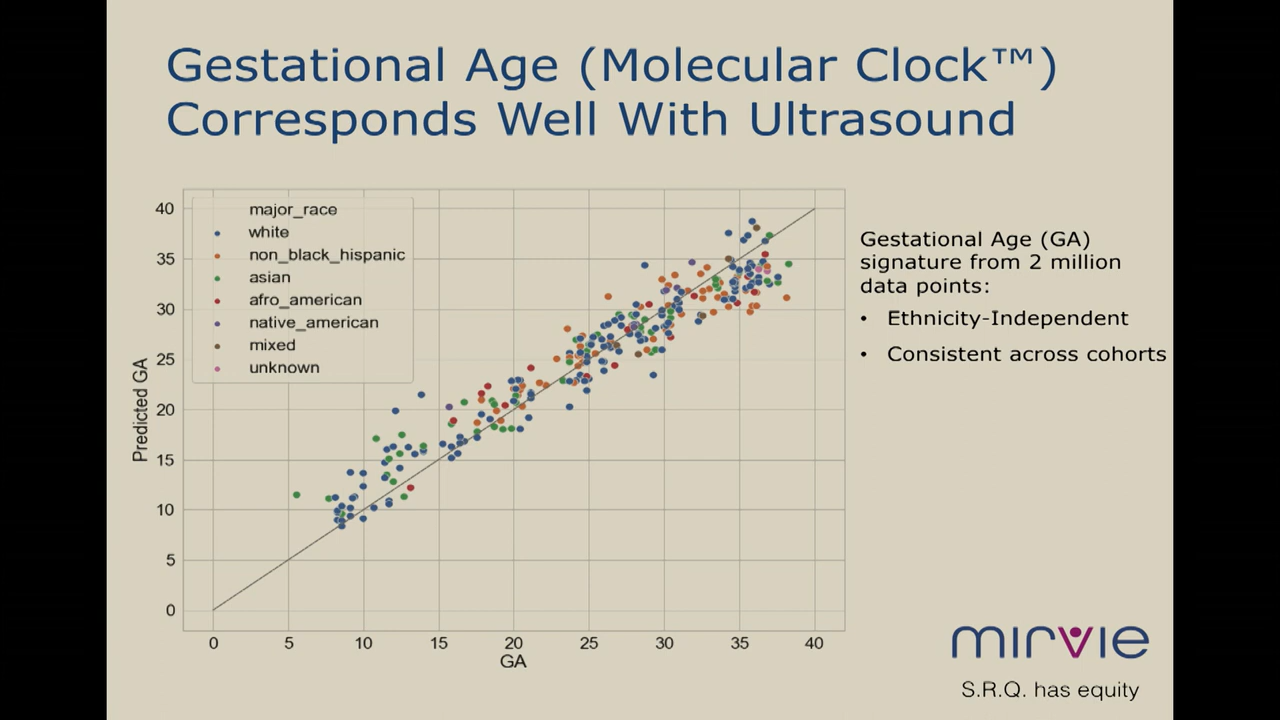 Gestational Age (Molecular Clock™)
Corresponds Well With Ultrasound
major_race
white
non_black_hispanic
asian
afro_american
native_american
mixed
unknown
40
35
30
25
20
15
10
5
0
Predicted GA
0 5 10 15 20 25 30 35 40
GA
Gestational Age (GA)
signature from 2 million
data points:
• Ethnicity-Independent
• Consistent across cohorts
mirvie
S.R.Q. has equity